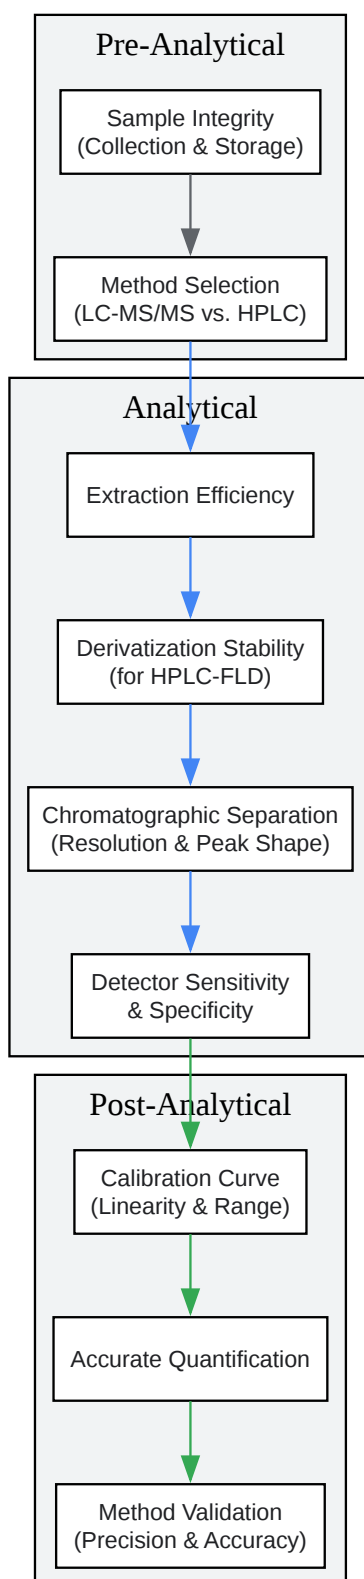 Pre-Analytical
Sample Integrity
(Collection & Storage)
Method Selection
(LC-MS/MS vs. HPLC)
Analytical
Extraction Efficiency
Derivatization Stability
(for HPLC-FLD)
Chromatographic Separation
(Resolution & Peak Shape)
Detector Sensitivity
& Specificity
Post-Analytical
Calibration Curve
(Linearity & Range)
Accurate Quantification
Method Validation
(Precision & Accuracy)